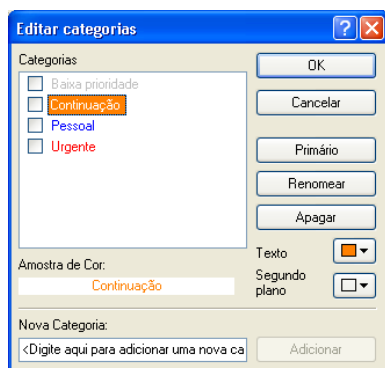 Editar categorias
Categorias
Baixa prioridade
Continuação
Pessoal
Urgente
OK
Cancelar
Primário
Renomear
Apagar
Texto
Segundo
plano
Amostra de Cor:
Continuação
Nova Categoria:
<Digite aqui para adicionar uma nova ca
Adicionar